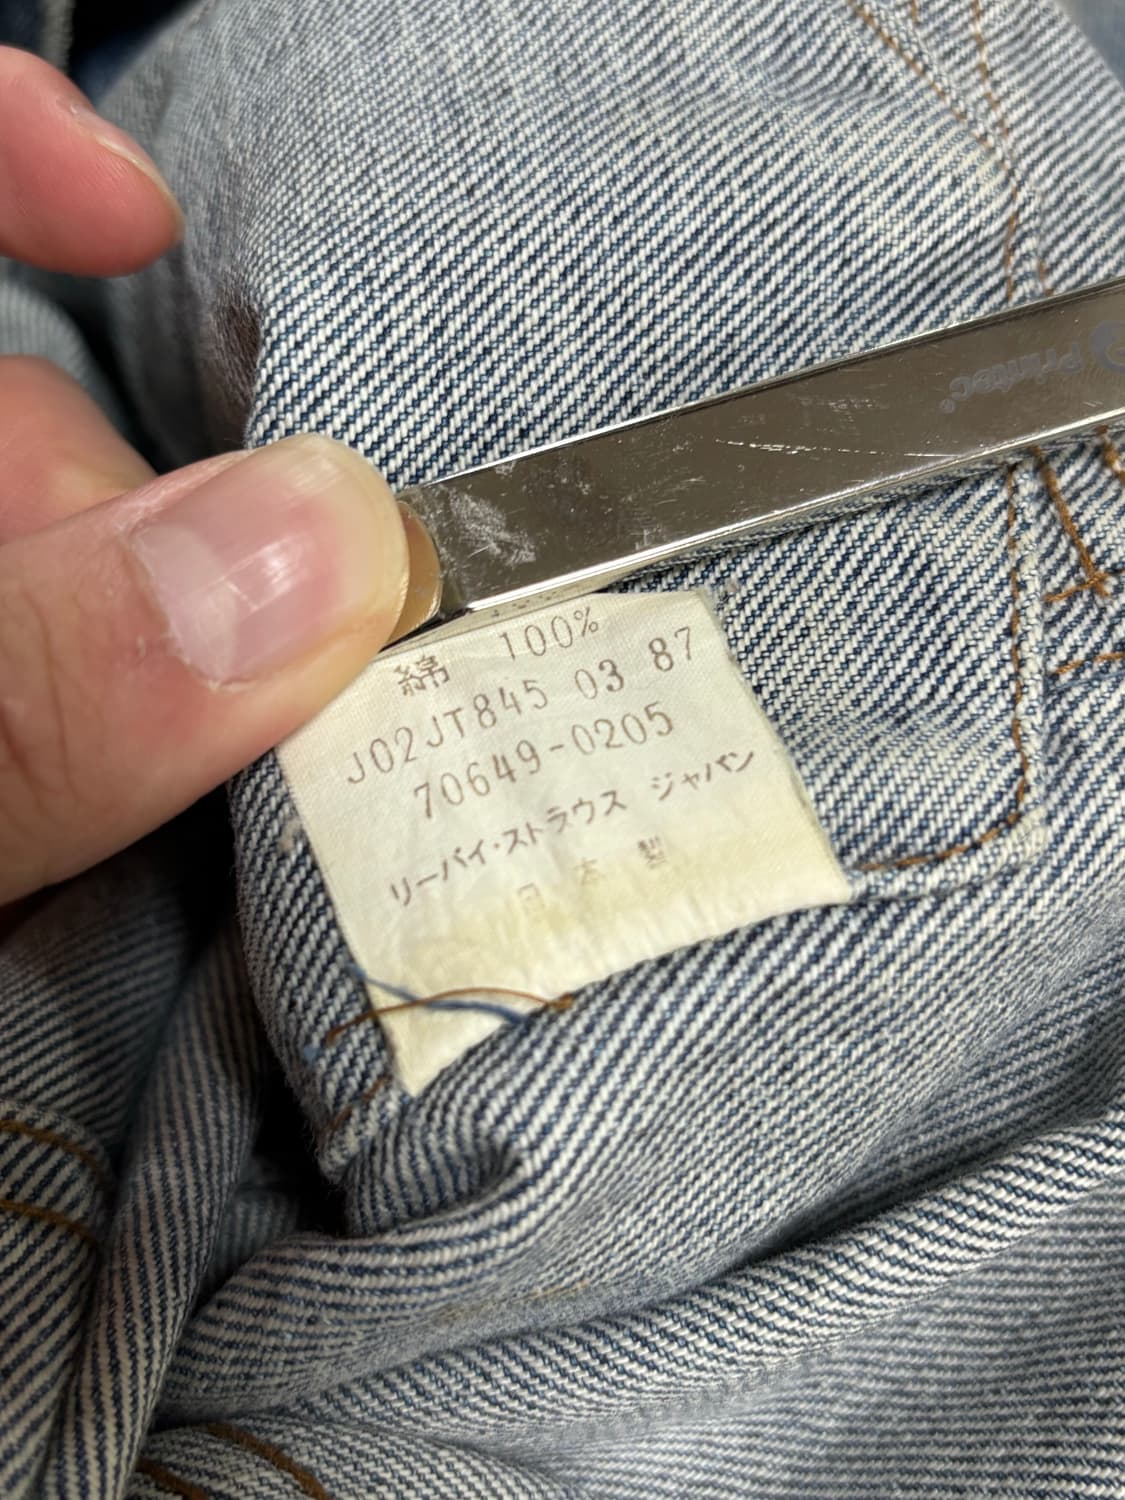 Printec®
綿 100%
J02JT845 03 87
70649-0205
リーバイ・ストラウス ジャパン
日本製